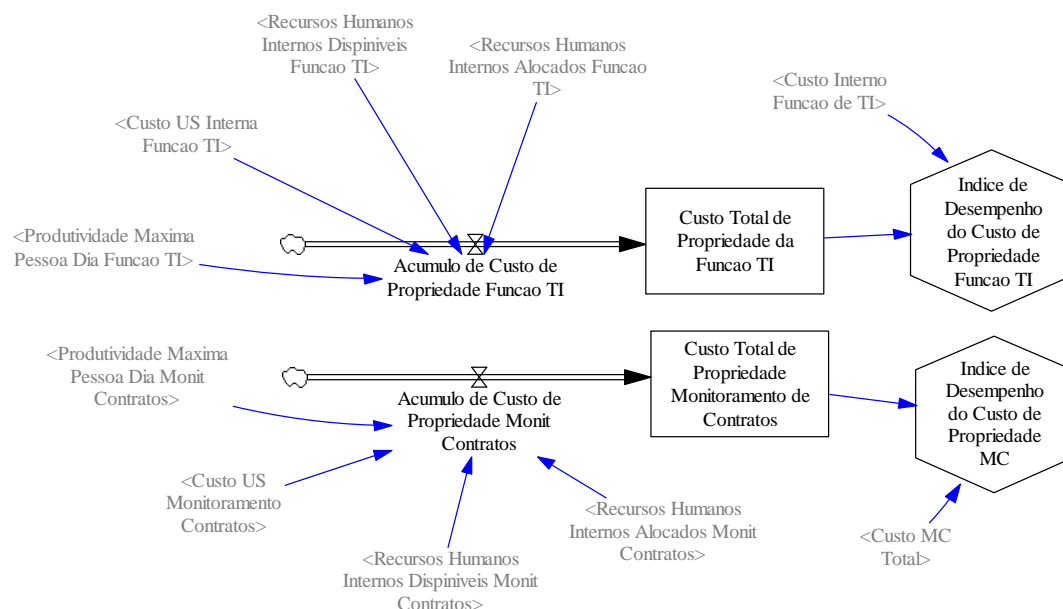 <Recursos Humanos
Internos Dispiniveis
Funcao TI>
<Recursos Humanos
Internos Alocados Funcao
TI>
<Custo Interno
Funcao de TI>
<Custo US Interna
Funcao TI>
<Produtividade Maxima
Pessoa Dia Funcao TI>
Acumulo de Custo de
Propriedade Funcao TI
Custo Total de
Propriedade da
Funcao TI
Indice de
Desempenho
do Custo de
Propriedade
Funcao TI
<Produtividade Maxima
Pessoa Dia Monit
Contratos>
Acumulo de Custo de
Propriedade Monit
Contratos
Custo Total de
Propriedade
Monitoramento de
Contratos
Indice de
Desempenho
do Custo de
Propriedade
MC
<Custo US
Monitoramento
Contratos>
<Recursos Humanos
Internos Dispiniveis Monit
Contratos>
<Recursos Humanos
Internos Alocados Monit
Contratos>
<Custo MC
Total>